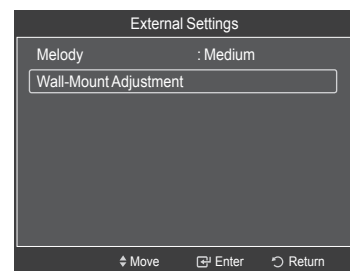 External Settings
Melody : Medium
Wall-Mount Adjustment
Move Enter Return